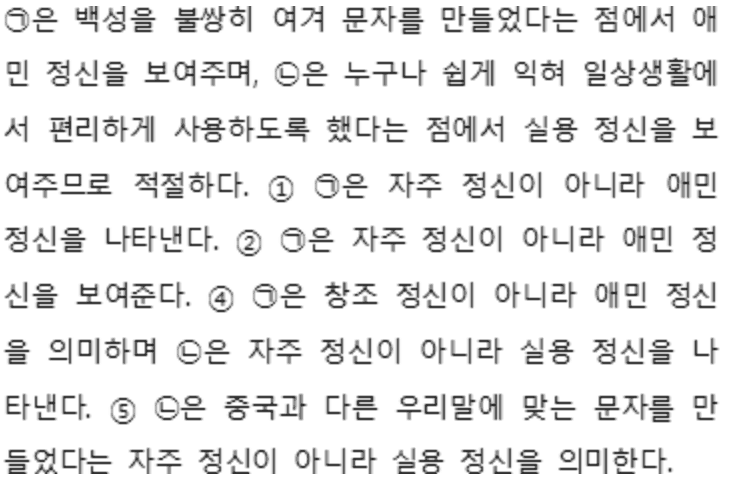 ㉠은 백성을 불쌍히 여겨 문자를 만들었다는 점에서 애
민 정신을 보여주며, ㉡은 누구나 쉽게 익혀 일상생활에
서 편리하게 사용하도록 했다는 점에서 실용 정신을 보
여주므로 적절하다. ① ㉠은 자주 정신이 아니라 애민
정신을 나타낸다. ② ㉠은 자주 정신이 아니라 애민 정
신을 보여준다. ④ ㉠은 창조 정신이 아니라 애민 정신
을 의미하며 ㉡은 자주 정신이 아니라 실용 정신을 나
타낸다. ⑤ ㉡은 중국과 다른 우리말에 맞는 문자를 만
들었다는 자주 정신이 아니라 실용 정신을 의미한다.